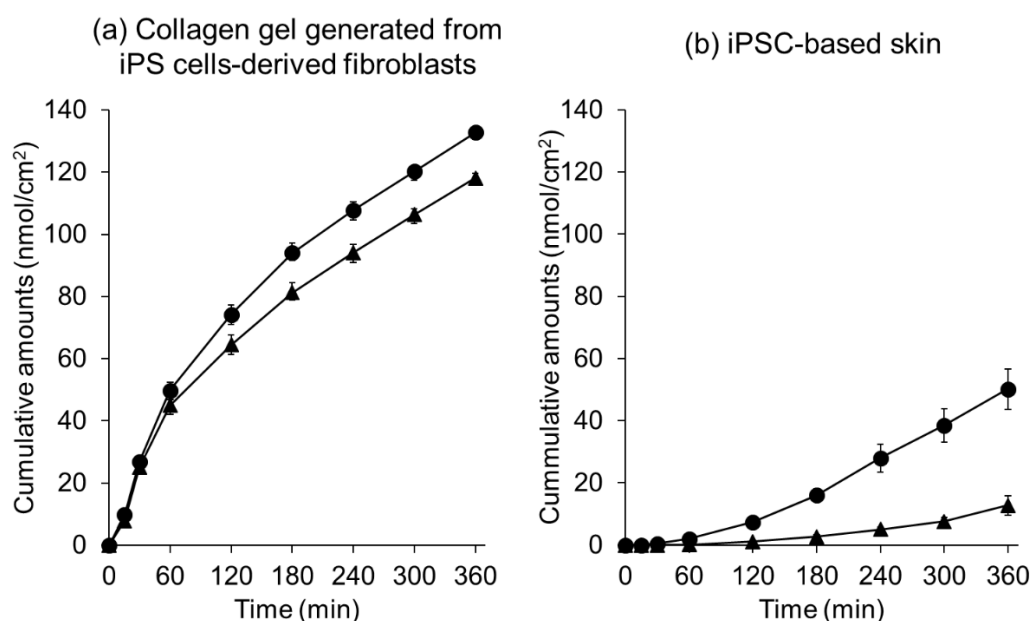 (a) Collagen gel generated from
iPS cells-derived fibroblasts
140
120
100
80
60
40
20
0
Cumulative amounts (nmol/cm²)
0 60 120 180 240 300 360
Time (min)
(b) iPSC-based skin
140
120
100
80
60
40
20
0
Cummulative amounts (nmol/cm²)
0 60 120 180 240 300 360
Time (min)